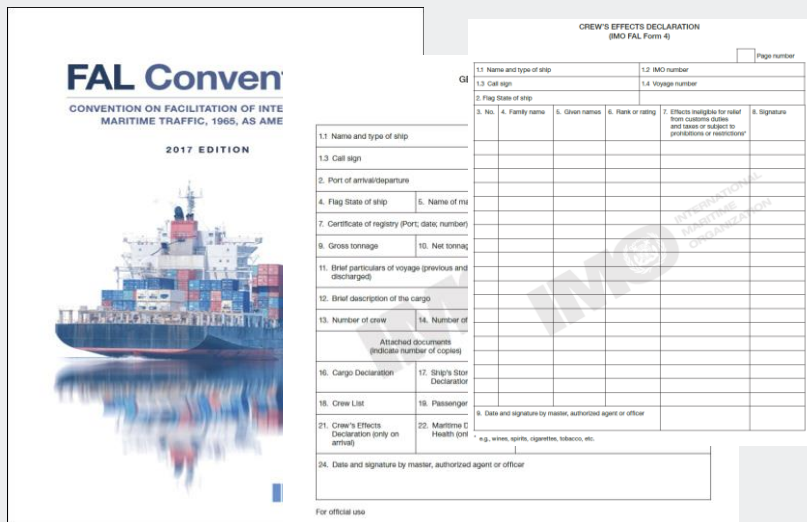 FAL Conven
CONVENTION ON FACILITATION OF INTE
MARITIME TRAFFIC, 1965, AS AME
2017 EDITION
GE
1.1 Name and type of ship
1.3 Call sign
2. Port of arrival/departure
4. Flag State of ship
5. Name of ma
7. Certificate of registry (Port; date; number)
9. Gross tonnage
10. Net tonnag
11. Brief particulars of voyage (previous and
discharged)
12. Brief description of the cargo
13. Number of crew
14. Number of
Attached documents
(indicate number of copies)
16. Cargo Declaration
17. Ship's Stor
Declaration
18. Crew List
19. Passenger
21. Crew's Effects
Declaration (only on
arrival)
22. Maritime D
Health (onl
24. Date and signature by master, authorized agent or officer
For official use
CREW'S EFFECTS DECLARATION
(IMO FAL Form 4)
Page number
1.1 Name and type of ship
1.2 IMO number
1.3 Call sign
1.4 Voyage number
2. Flag State of ship
3. No.
4. Family name
5. Given names
6. Rank or rating
7. Effects ineligible for relief
from customs duties
and taxes or subject to
prohibitions or restrictions*
8. Signature
IMO
INTERNATIONAL
MARITIME
ORGANIZATION
9. Date and signature by master, authorized agent or officer
* e.g., wines, spirits, cigarettes, tobacco, etc.